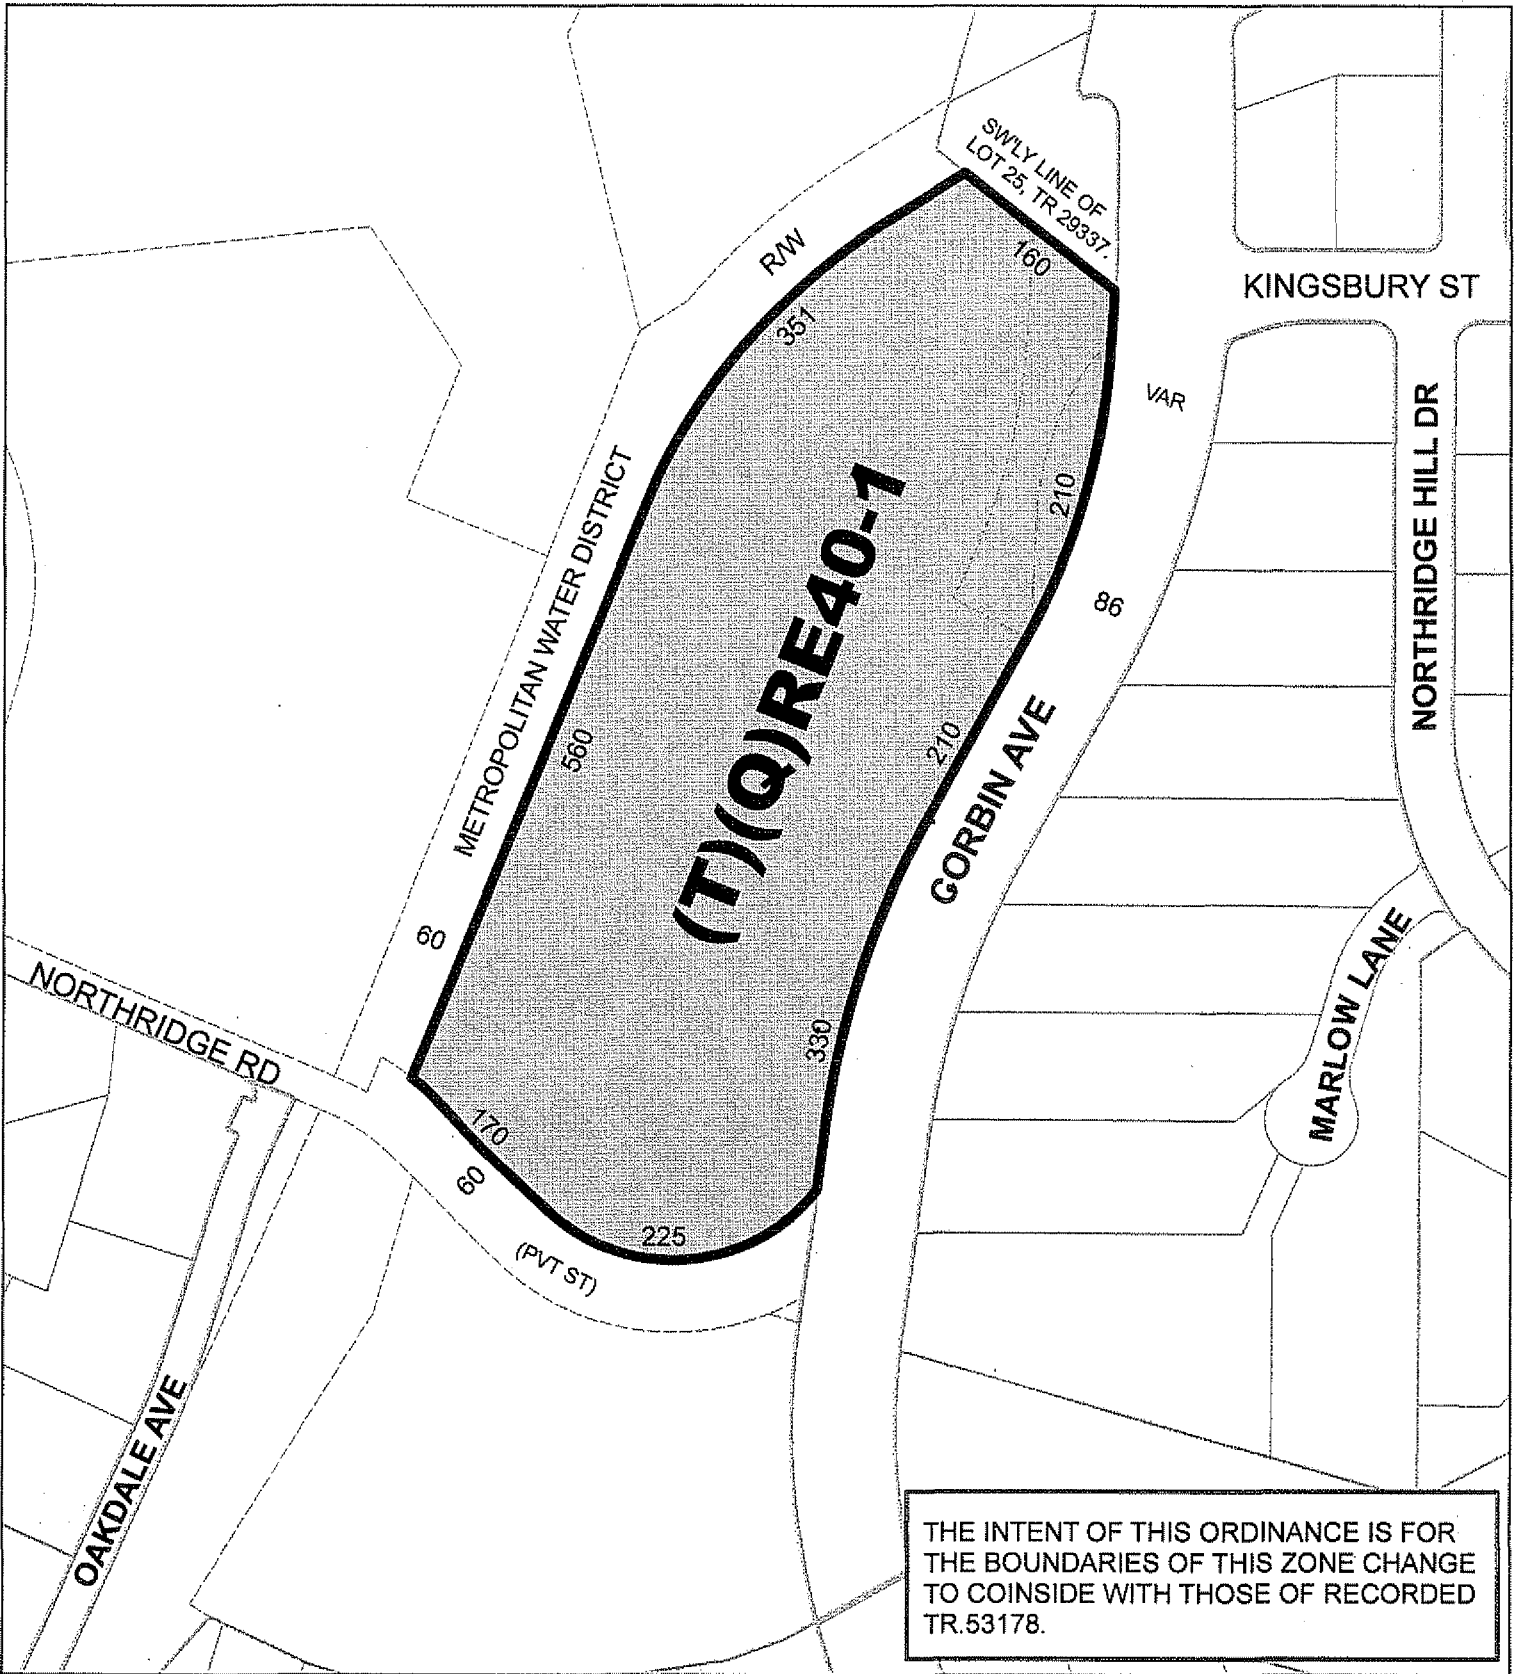 SW'LY LINE OF
LOT 25, TR 29337.
160
R/W
351
KINGSBURY ST
VAR
NORTHRIDGE HILL DR
210
METROPOLITAN WATER DISTRICT
(T)(Q)RE40-1
86
560
210
CORBIN AVE
60
NORTHRIDGE RD
MARLOW LANE
330
170
60
225
(PVT ST)
OAKDALE AVE
THE INTENT OF THIS ORDINANCE IS FOR
THE BOUNDARIES OF THIS ZONE CHANGE
TO COINSIDE WITH THOSE OF RECORDED
TR.53178.